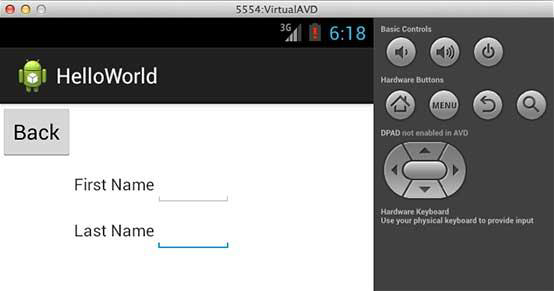 5554:VirtualAVD
3G 6:18
HelloWorld
Back
First Name
Last Name
Basic Controls
Hardware Buttons
MENU
DPAD not enabled in AVD
Hardware Keyboard
Use your physical keyboard to provide input